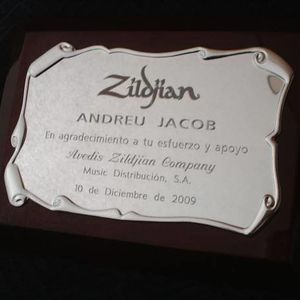 Zildjian
ANDREU JACOB
En agradecimiento a tu esfuerzo y apoyo
Avedis Zildjian Company
Music Distribución, S.A.
10 de Diciembre de 2009